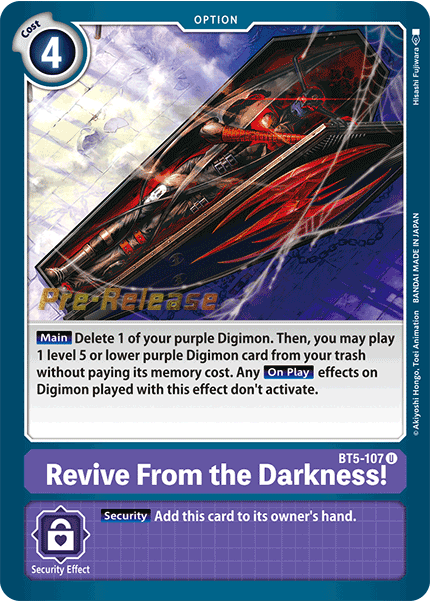 OPTION
Cost
4
Hisashi Fujiwara
Pre-Release
Main Delete 1 of your purple Digimon. Then, you may play
1 level 5 or lower purple Digimon card from your trash
without paying its memory cost. Any On Play effects on
Digimon played with this effect don't activate.
©Akiyoshi Hongo, Toei Animation BANDAI MADE IN JAPAN
BT5-107 U
Revive From the Darkness!
Security Add this card to its owner's hand.
Security Effect